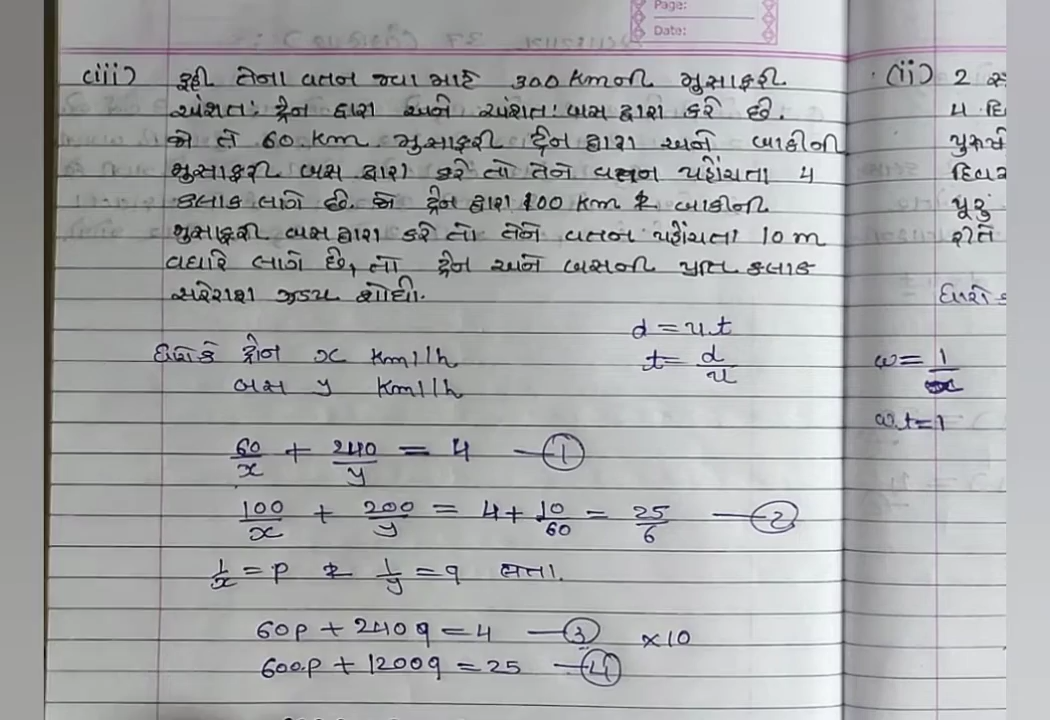 Page:
Date:
(iii) રૂહી તેના વતન જવા માટે 300 Kmની મુસાફરી
અંશતઃ ટ્રેન દ્વારા અને અંશતઃ બસ દ્વારા કરે છે.
જો તે 60 Km મુસાફરી ટ્રેન દ્વારા અને બાકીની
મુસાફરી બસ દ્વારા કરે તો તેને વતન પહોંચતા 4
કલાક લાગે છે. જો ટ્રેન દ્વારા 100 Km ને બાકીની
મુસાફરી બસ દ્વારા કરે તો તેને વતન પહોંચતા 10 m
વધારે લાગે છે, તો ટ્રેન અને બસની પ્રતિ કલાક
સરેરાશ ઝડપ શોધો.
d = u.t
ધારો કે ટ્રેન x Km/h
t = d/u
બસ y Km/h
60/x + 240/y = 4 — ①
100/x + 200/y = 4 + 10/60 = 25/6 — ②
1/x = p ને 1/y = q લેતા.
60p + 240q = 4 — ③ ×10
600p + 1200q = 25 — ④
(ii) 2
4
પૂરું
રીતે
ધારો ક
w = 1/x
w.t = 1